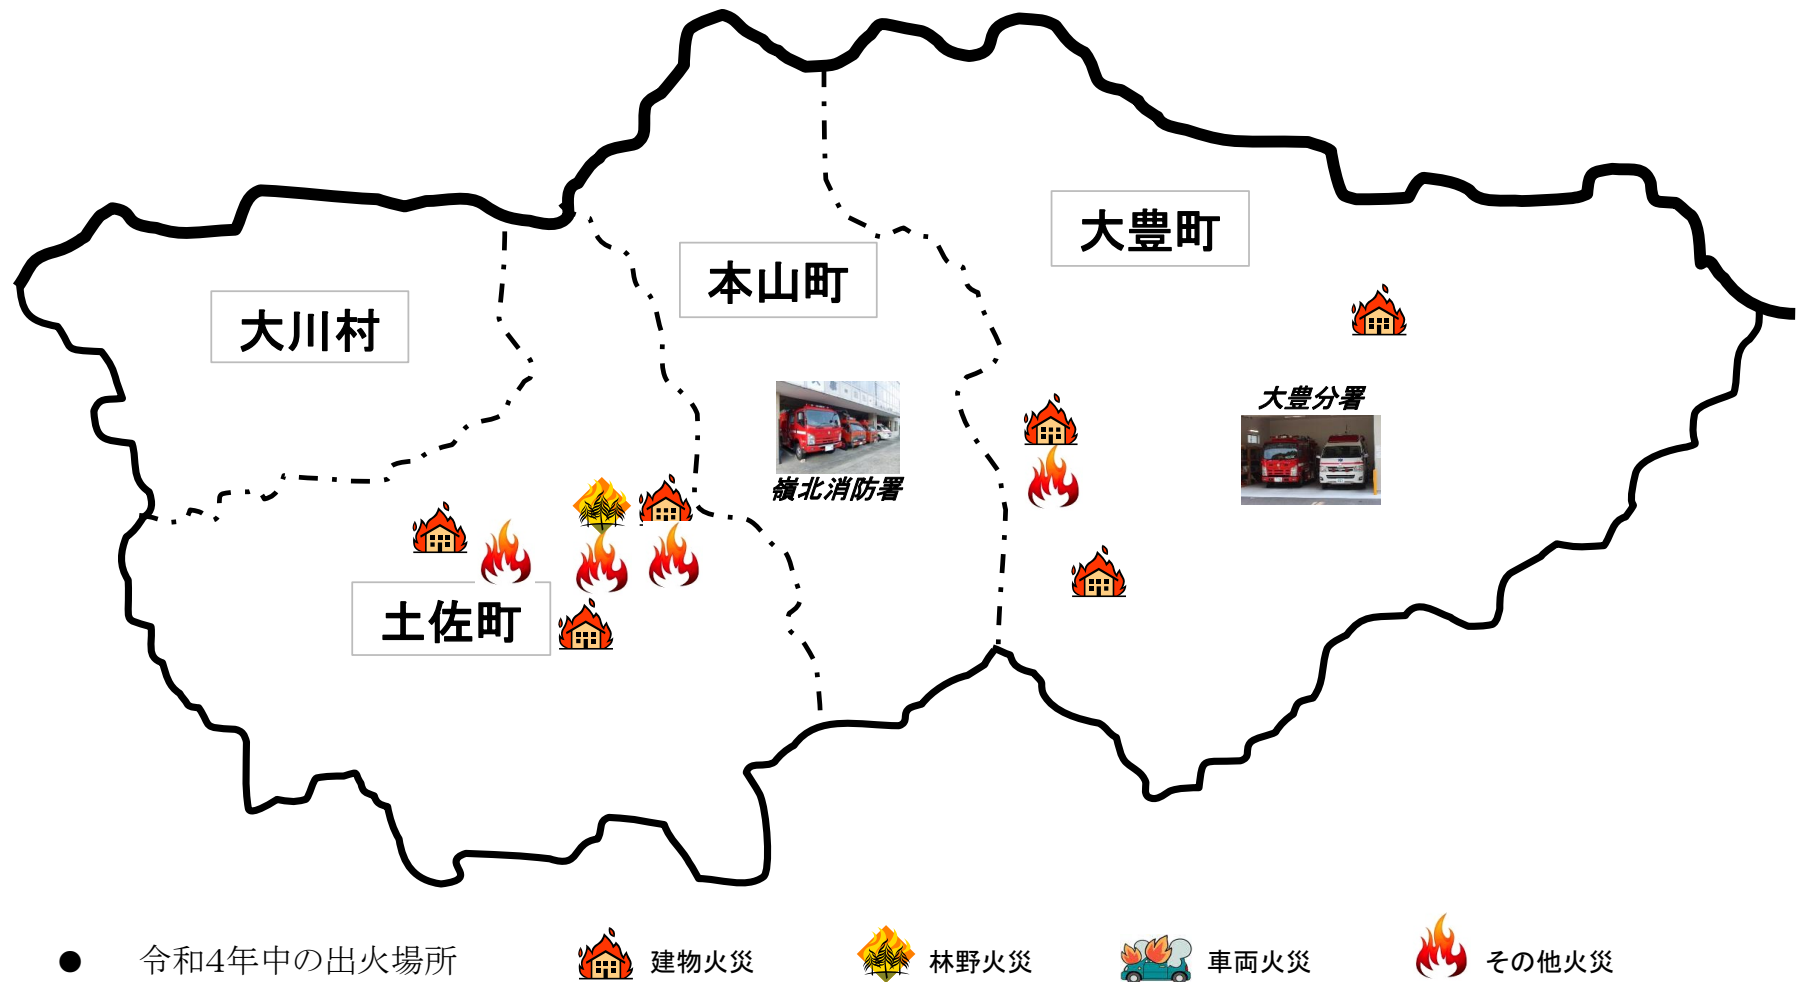 大豊町
本山町
大川村
大豊分署
嶺北消防署
土佐町
● 令和4年中の出火場所
建物火災
林野火災
車両火災
その他火災